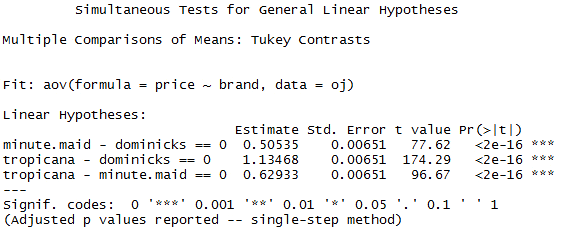 Simultaneous Tests for General Linear Hypotheses
Multiple Comparisons of Means: Tukey Contrasts
Fit: aov(formula = price ~ brand, data = oj)
Linear Hypotheses:
Estimate Std. Error t value Pr(>|t|)
minute.maid - dominicks == 0 0.50535 0.00651 77.62 <2e-16 ***
tropicana - dominicks == 0 1.13468 0.00651 174.29 <2e-16 ***
tropicana - minute.maid == 0 0.62933 0.00651 96.67 <2e-16 ***
---
Signif. codes: 0 '***' 0.001 '**' 0.01 '*' 0.05 '.' 0.1 ' ' 1
(Adjusted p values reported -- single-step method)